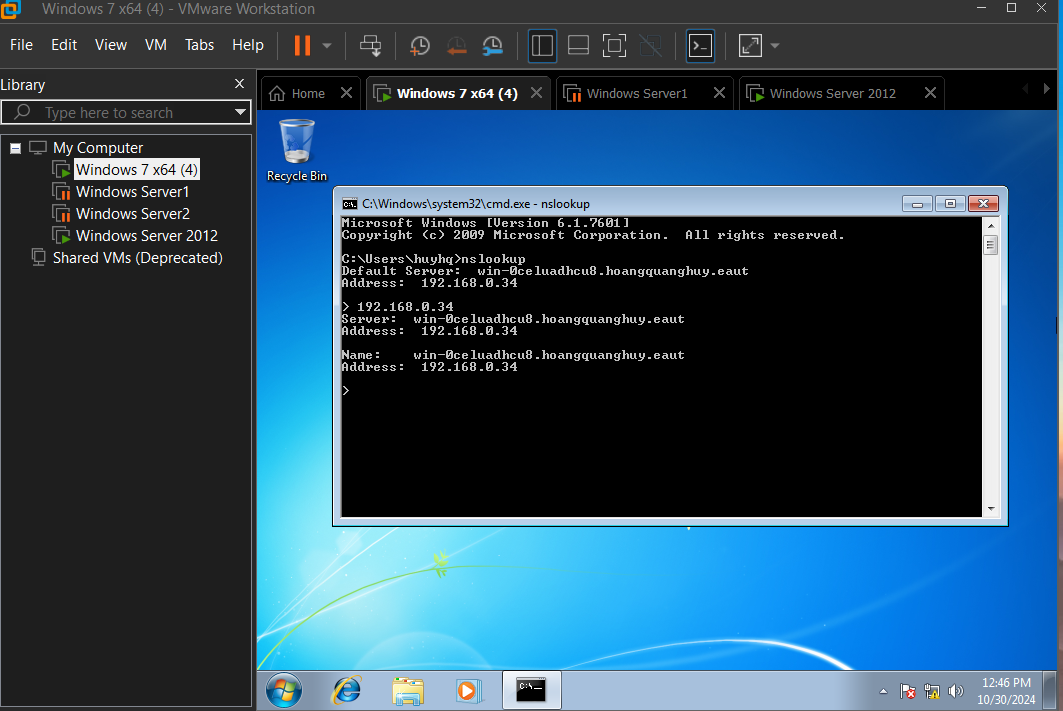 Windows 7 x64 (4) - VMware Workstation
File Edit View VM Tabs Help
Library
Type here to search
My Computer
Windows 7 x64 (4)
Windows Server1
Windows Server2
Windows Server 2012
Shared VMs (Deprecated)
Home
Windows 7 x64 (4)
Windows Server1
Windows Server 2012
Recycle Bin
C:\Windows\system32\cmd.exe - nslookup
Microsoft Windows [Version 6.1.7601]
Copyright (c) 2009 Microsoft Corporation.  All rights reserved.
C:\Users\huyhq>nslookup
Default Server:  win-0celuadhcu8.hoangquanghuy.eaut
Address:  192.168.0.34
> 192.168.0.34
Server:  win-0celuadhcu8.hoangquanghuy.eaut
Address:  192.168.0.34
Name:    win-0celuadhcu8.hoangquanghuy.eaut
Address:  192.168.0.34
>
C:\_
12:46 PM
10/30/2024